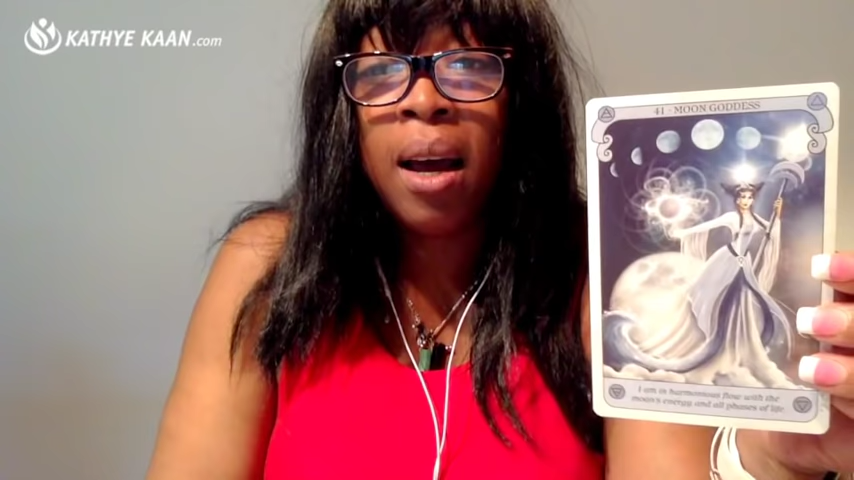 KATHYE KAAN.com
41 - MOON GODDESS
I am in harmonious flow with the
moon's energy and all phases of life.